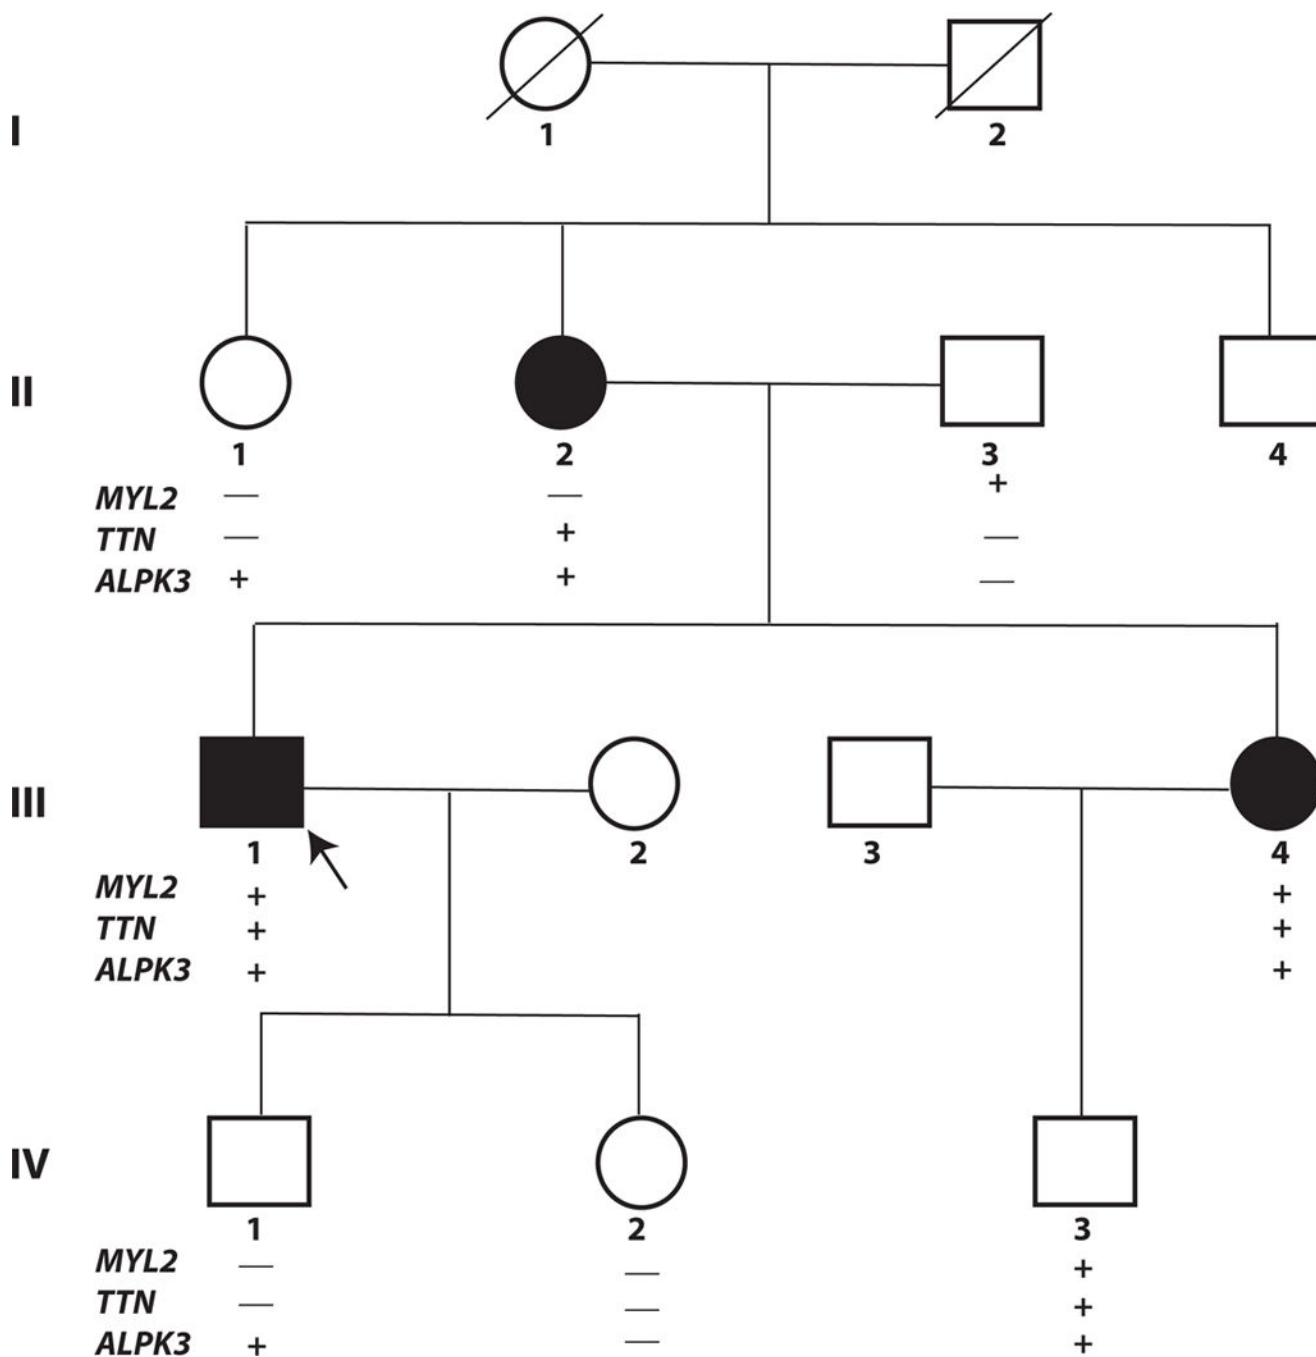 I
1 2
II
1 2 3 4
MYL2 — — +
TTN — + —
ALPK3 + + —
III
1 2 3 4
MYL2 + +
TTN + +
ALPK3 + +
IV
1 2 3
MYL2 — — +
TTN — — +
ALPK3 + — +